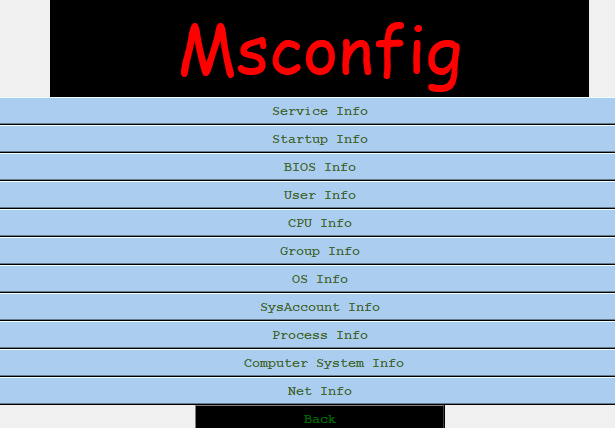 Msconfig
Service Info
Startup Info
BIOS Info
User Info
CPU Info
Group Info
OS Info
SysAccount Info
Process Info
Computer System Info
Net Info
Back